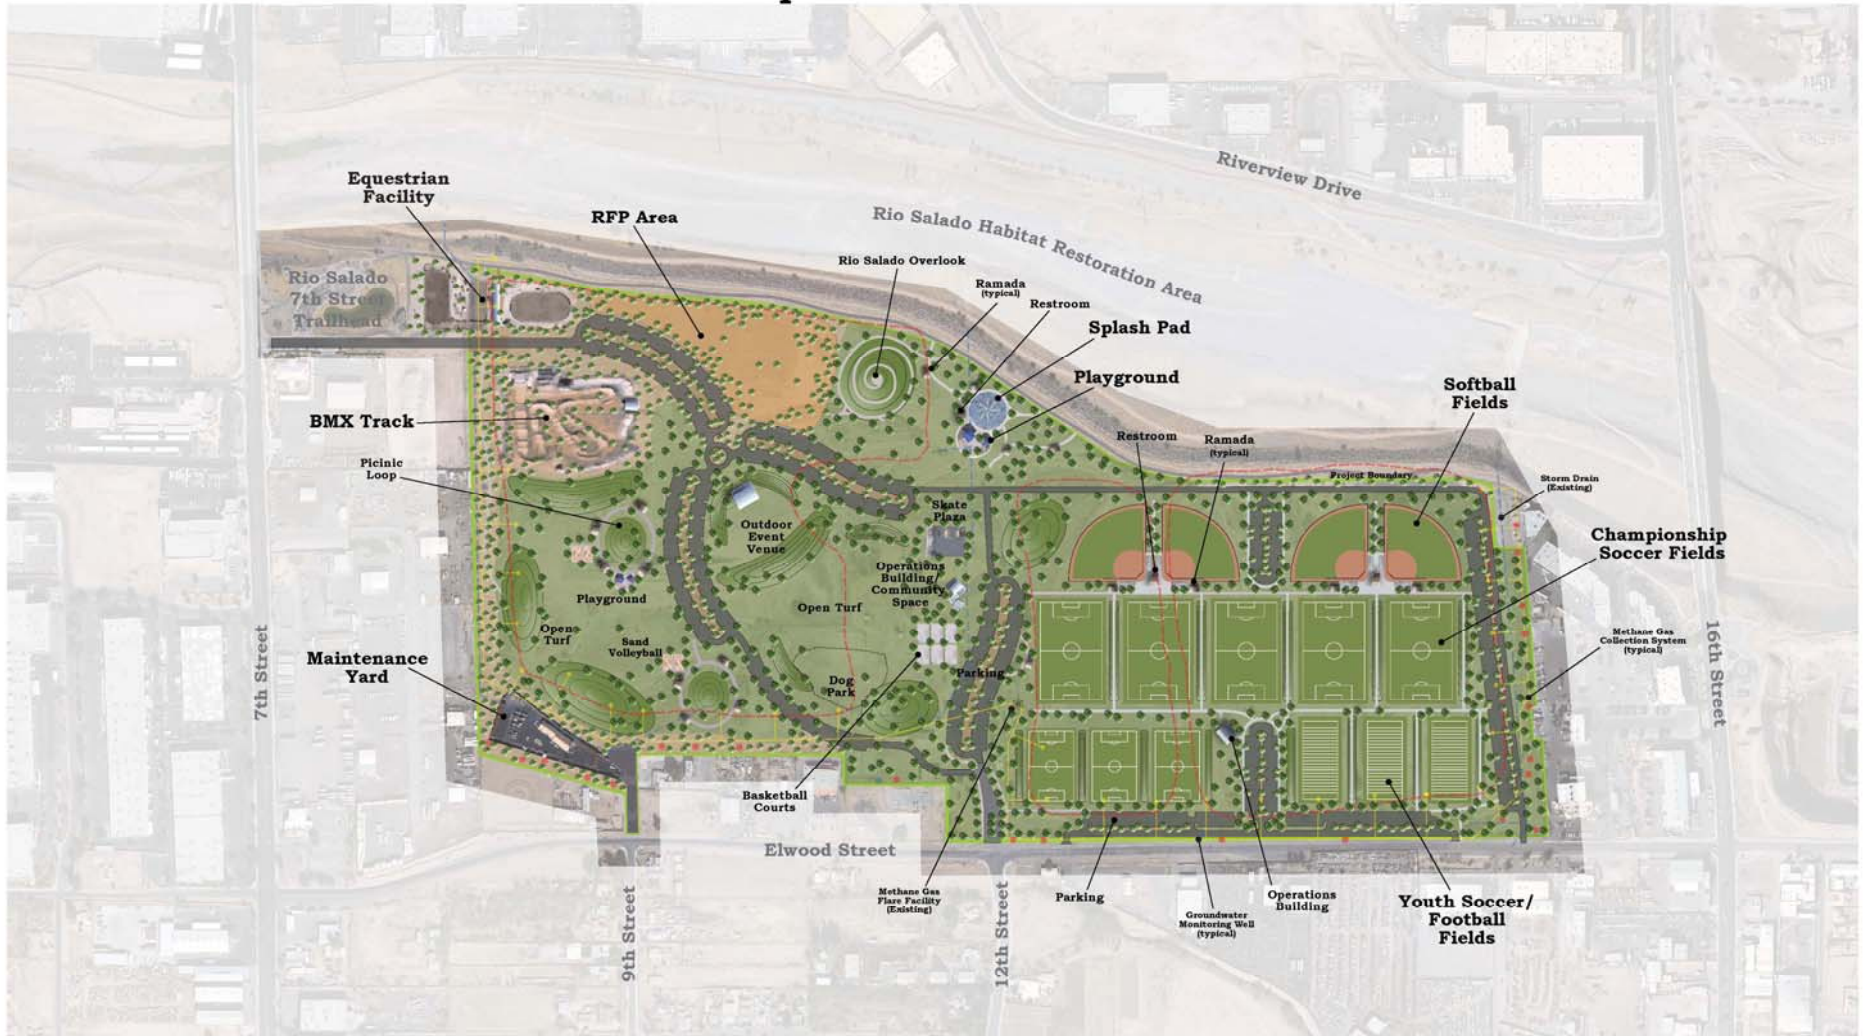 Riverview Drive
Equestrian
Facility
RFP Area
Rio Salado Habitat Restoration Area
Rio Salado Overlook
Rio Salado
7th Street
Trailhead
Ramada
(typical)
Restroom
Splash Pad
Playground
Softball
Fields
BMX Track
Restroom
Ramada
(typical)
Picinic
Loop
Project Boundary
Storm Drain
(Existing)
Skate
Plaza
Outdoor
Event
Venue
Championship
Soccer Fields
Operations
Building/
Community
Space
Playground
Open Turf
Open
Turf
Sand
Volleyball
Methane Gas
Collection System
(typical)
Maintenance
Yard
7th Street
16th Street
Parking
Dog
Park
Basketball
Courts
Elwood Street
Methane Gas
Flare Facility
(Existing)
Parking
Groundwater
Monitoring Well
(typical)
Operations
Building
Youth Soccer/
Football
Fields
9th Street
12th Street